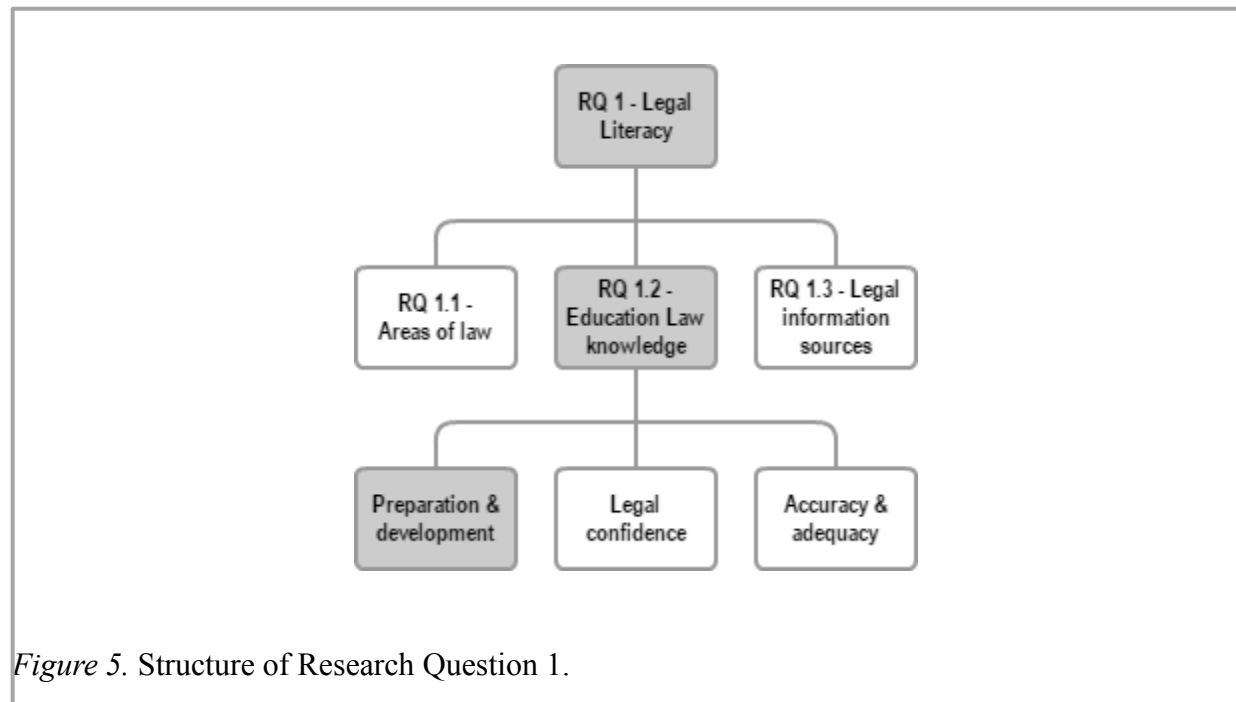 RQ 1 - Legal
Literacy
RQ 1.1 -
Areas of law
RQ 1.2 -
Education Law
knowledge
RQ 1.3 - Legal
information
sources
Preparation &
development
Legal
confidence
Accuracy &
adequacy
Figure 5. Structure of Research Question 1.